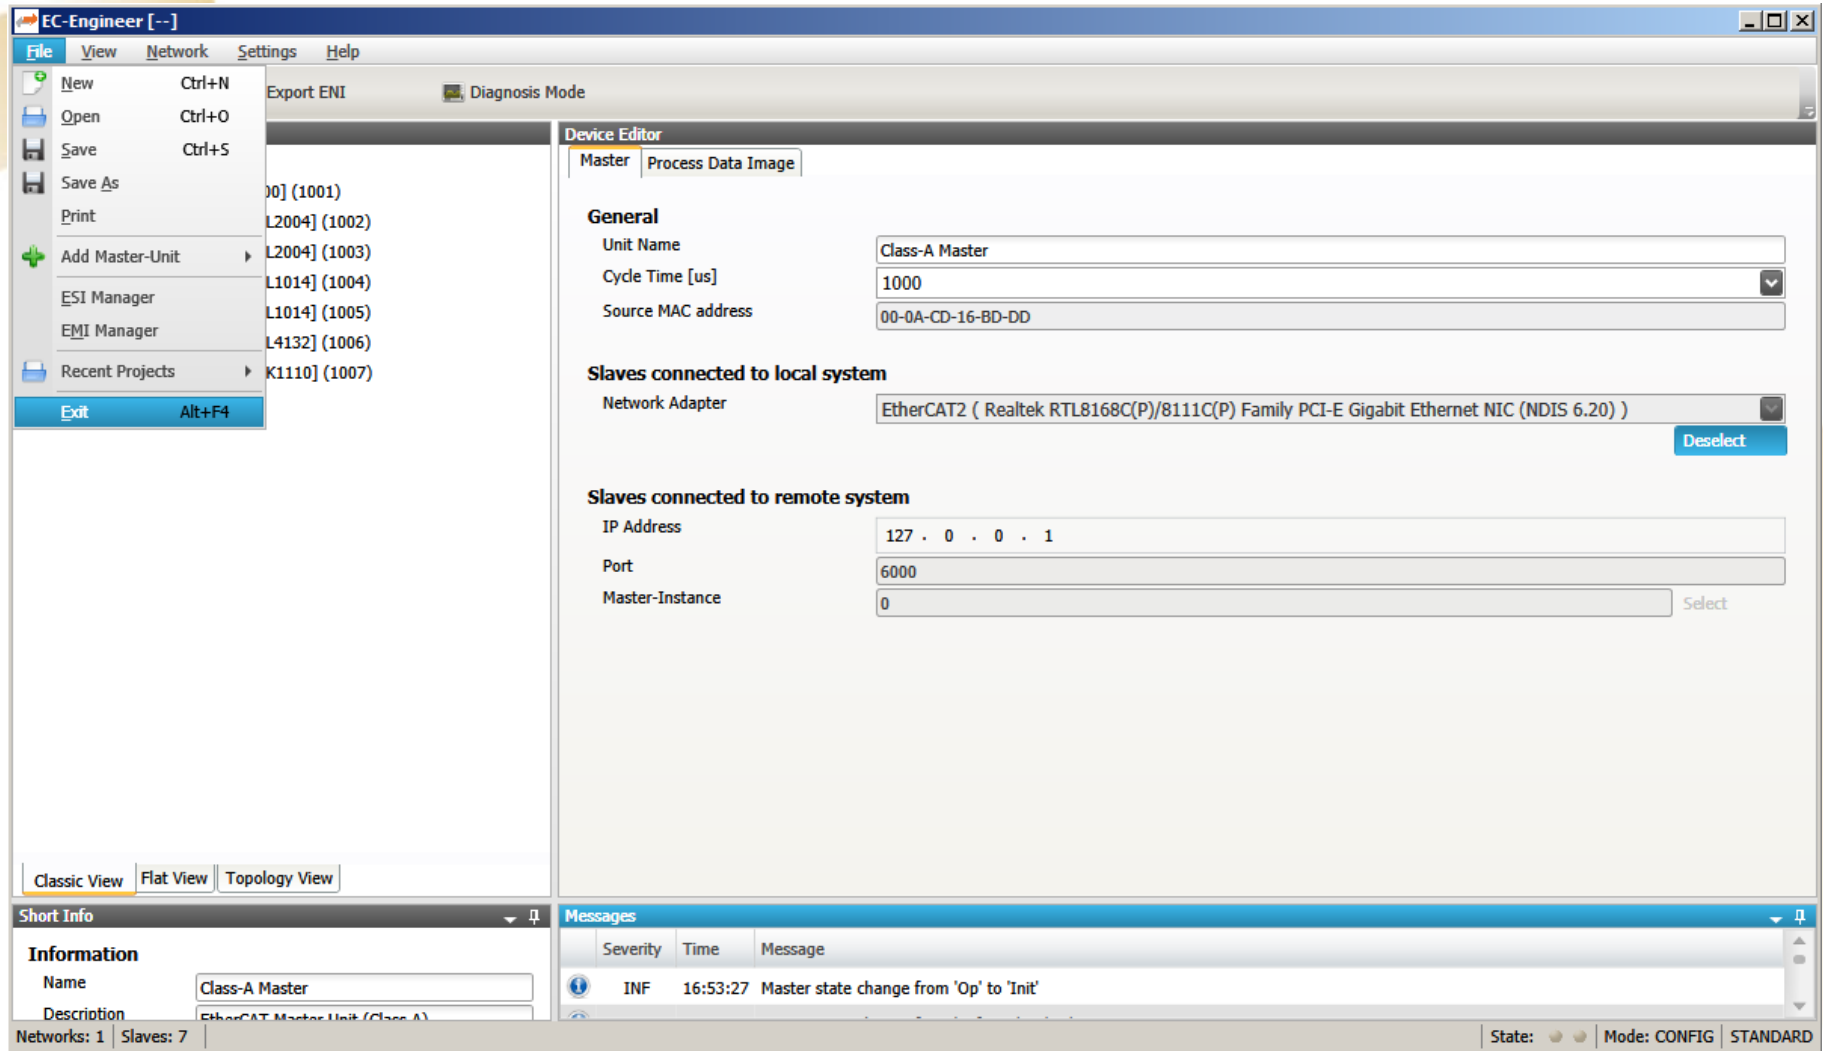 EC-Engineer [--]
File View Network Settings Help
New Ctrl+N
Open Ctrl+O
Save Ctrl+S
Save As
Print
Add Master-Unit
ESI Manager
EMI Manager
Recent Projects
Exit Alt+F4
Export ENI
Diagnosis Mode
00] (1001)
L2004] (1002)
L2004] (1003)
L1014] (1004)
L1014] (1005)
L4132] (1006)
K1110] (1007)
Classic View Flat View Topology View
Device Editor
Master Process Data Image
General
Unit Name Class-A Master
Cycle Time [us] 1000
Source MAC address 00-0A-CD-16-BD-DD
Slaves connected to local system
Network Adapter EtherCAT2 ( Realtek RTL8168C(P)/8111C(P) Family PCI-E Gigabit Ethernet NIC (NDIS 6.20) )
Deselect
Slaves connected to remote system
IP Address 127 . 0 . 0 . 1
Port 6000
Master-Instance 0 Select
Short Info
Information
Name Class-A Master
Description EtherCAT Master Unit (Class A)
Messages
Severity Time Message
INF 16:53:27 Master state change from 'Op' to 'Init'
Networks: 1 Slaves: 7
State: Mode: CONFIG STANDARD